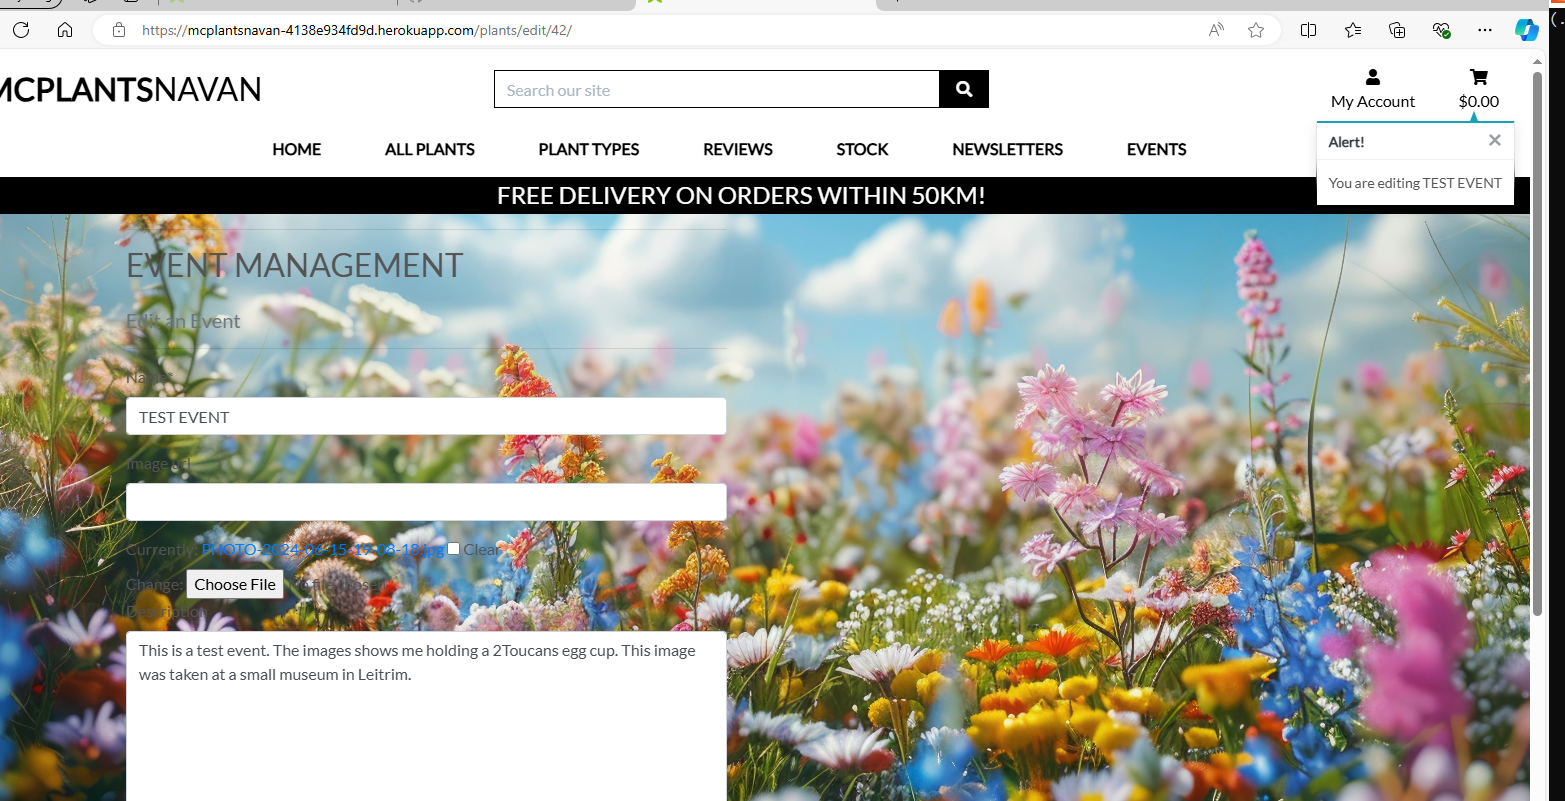 https://mcplantsnavan-4138e934fd9d.herokuapp.com/plants/edit/42/
MCPLANTSNAVAN
Search our site
My Account
$0.00
HOME
ALL PLANTS
PLANT TYPES
REVIEWS
STOCK
NEWSLETTERS
EVENTS
Alert!
You are editing TEST EVENT
FREE DELIVERY ON ORDERS WITHIN 50KM!
EVENT MANAGEMENT
Edit an Event
Name*
TEST EVENT
Image url
Currently: PHOTO-2024-06-15-19-08-18.jpg Clear
Change: Choose File No file chosen
Description
This is a test event. The images shows me holding a 2Toucans egg cup. This image
was taken at a small museum in Leitrim.